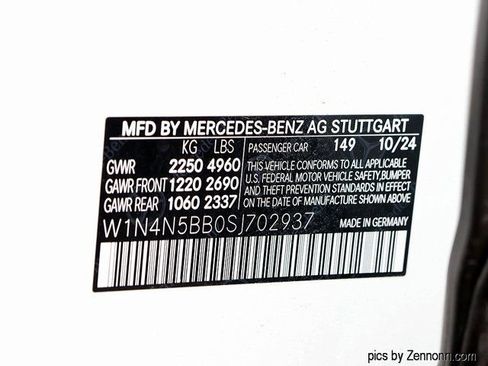 MFD BY MERCEDES-BENZ AG STUTTGART
KG LBS PASSENGER CAR 149 10/24
GVWR 2250 4960 THIS VEHICLE CONFORMS TO ALL APPLICABLE
GAWR FRONT 1220 2690 U.S. FEDERAL MOTOR VEHICLE SAFETY,BUMPER
AND THEFT PREVENTION STANDARDS IN EFFECT
GAWR REAR 1060 2337 ON THE DATE OF MANUFACTURE SHOWN ABOVE.
W1N4N5BB0SJ702937 MADE IN GERMANY
pics by Zennonn.com